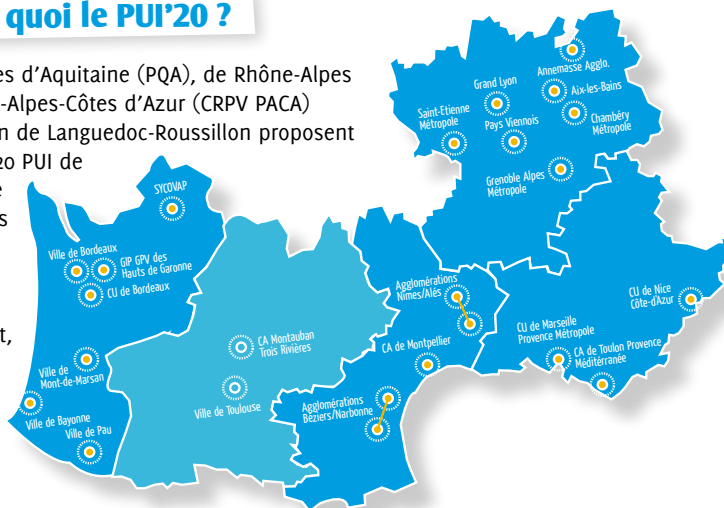 quoi le PUI’20 ?
es d’Aquitaine (PQA), de Rhône-Alpes
-Alpes-Côtes d’Azur (CRPV PACA)
n de Languedoc-Roussillon proposent
20 PUI de
e
s
t,
SYCOVAP
Ville de Bordeaux
GIP GPV des
Hauts de Garonne
CU de Bordeaux
Ville de
Mont-de-Marsan
Ville de Bayonne
Ville de Pau
CA Montauban
Trois Rivières
Ville de Toulouse
Agglomérations
Nîmes/Alés
CA de Montpellier
Agglomérations
Beziers/Narbonne
Annemasse Agglo.
Grand Lyon
Aix-les-Bains
Saint-Etienne
Métropole
Pays Viennois
Chambéry
Métropole
Grenoble Alpes
Métropole
CU de Nice
Côte-d’Azur
CU de Marseille
Provence Métropole
CA de Toulon Provence
Méditérranée